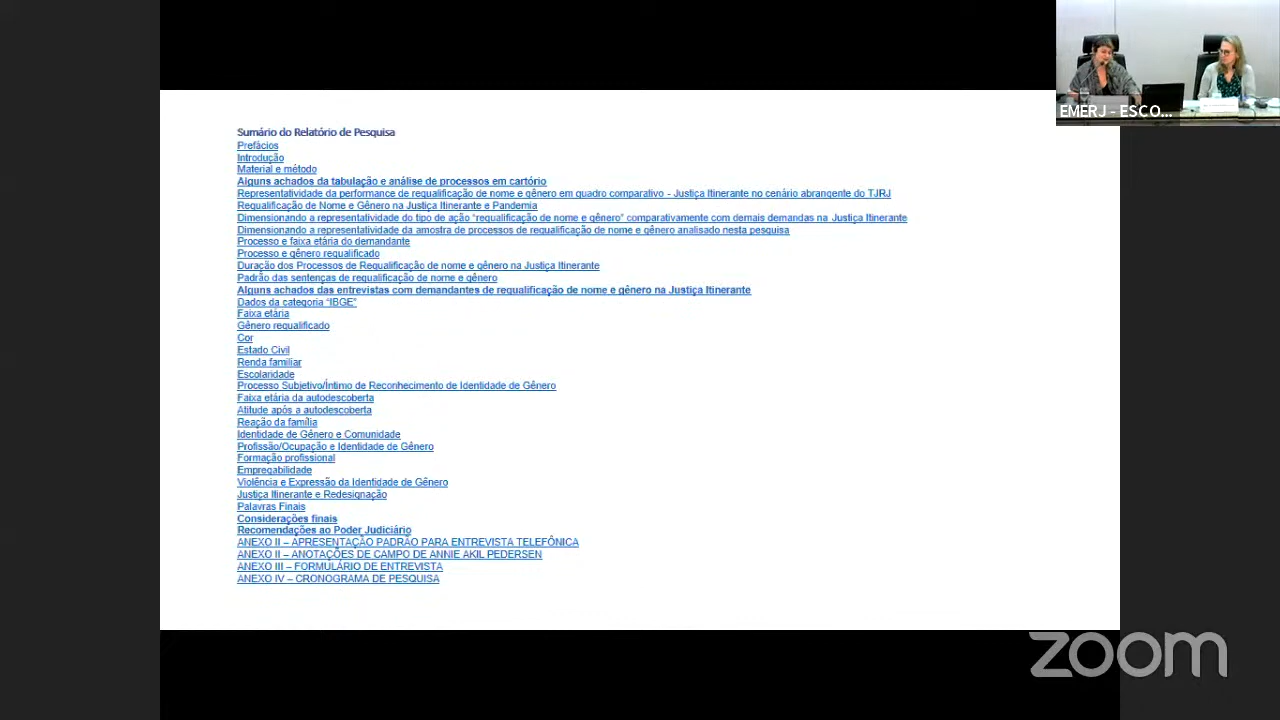 Sumário do Relatório de Pesquisa
Prefácios
Introdução
Material e método
Alguns achados da tabulação e análise de processos em cartório
Representatividade da performance de requalificação de nome e gênero em quadro comparativo - Justiça Itinerante no cenário abrangente do TJRJ
Requalificação de Nome e Gênero na Justiça Itinerante e Pandemia
Dimensionando a representatividade do tipo de ação "requalificação de nome e gênero" comparativamente com demais demandas na Justiça Itinerante
Dimensionando a representatividade da amostra de processos de requalificação de nome e gênero analisado nesta pesquisa
Processo e faixa etária do demandante
Processo e gênero requalificado
Duração dos Processos de Requalificação de nome e gênero na Justiça Itinerante
Padrão das sentenças de requalificação de nome e gênero
Alguns achados das entrevistas com demandantes de requalificação de nome e gênero na Justiça Itinerante
Dados da categoria "IBGE"
Faixa etária
Gênero requalificado
Cor
Estado Civil
Renda familiar
Escolaridade
Processo Subjetivo/Íntimo de Reconhecimento de Identidade de Gênero
Faixa etária da autodescoberta
Atitude após a autodescoberta
Reação da família
Identidade de Gênero e Comunidade
Profissão/Ocupação e Identidade de Gênero
Formação profissional
Empregabilidade
Violência e Expressão da Identidade de Gênero
Justiça Itinerante e Redesignação
Palavras Finais
Considerações finais
Recomendações ao Poder Judiciário
ANEXO II – APRESENTAÇÃO PADRÃO PARA ENTREVISTA TELEFÔNICA
ANEXO II – ANOTAÇÕES DE CAMPO DE ANNIE AKIL PEDERSEN
ANEXO III – FORMULÁRIO DE ENTREVISTA
ANEXO IV – CRONOGRAMA DE PESQUISA
EMERJ - ESCO...
zoom